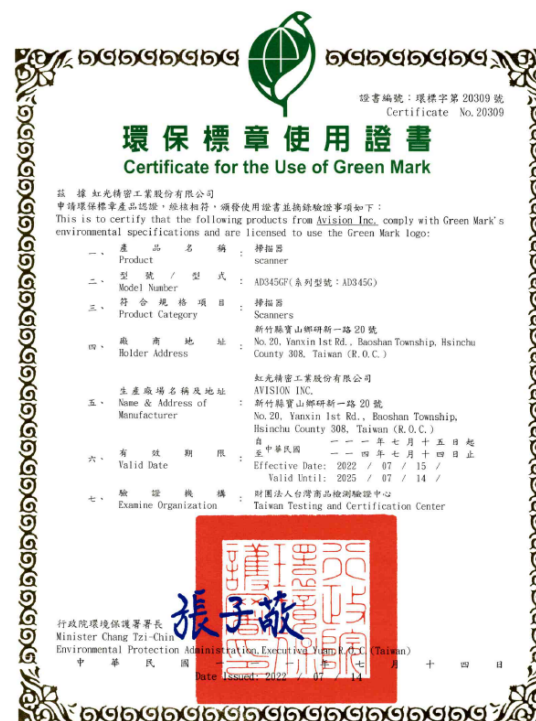 證書編號：環標字第 20309 號
Certificate No. 20309
環保標章使用證書
Certificate for the Use of Green Mark
茲 據 虹光精密工業股份有限公司
申請環保標章產品認證，經核相符，頒發使用證書並摘錄驗證事項如下：
This is to certify that the following products from Avision Inc. comply with Green Mark's
environmental specifications and are licensed to use the Green Mark logo:
一、 產品名稱 ： 掃描器
Product scanner
二、 型號／型式 ： AD345GF(系列型號：AD345G)
Model Number
三、 符合規格項目 ： 掃描器
Product Category Scanners
四、 廠商地址 ： 新竹縣寶山鄉研新一路 20 號
Holder Address No. 20, Yanxin 1st Rd., Baoshan Township, Hsinchu
County 308, Taiwan (R.O.C.)
五、 生產廠場名稱及地址 ： 虹光精密工業股份有限公司
Name & Address of AVISION INC.
Manufacturer 新竹縣寶山鄉研新一路 20 號
No. 20, Yanxin 1st Rd., Baoshan Township,
Hsinchu County 308, Taiwan (R.O.C.)
六、 有效期限 ： 自 中華民國 一一一年七月十五日起
至 一一四年七月十四日止
Valid Date Effective Date: 2022 / 07 / 15 /
Valid Until: 2025 / 07 / 14 /
七、 驗證機構 ： 財團法人台灣商品檢測驗證中心
Examine Organization Taiwan Testing and Certification Center
行政院環境保護署印
張子敬
行政院環境保護署署長
Minister Chang Tzi-Chin
Environmental Protection Administration, Executive Yuan, R.O.C.(Taiwan)
中華民國一一一年七月十四日
Date Issued: 2022 / 07 / 14